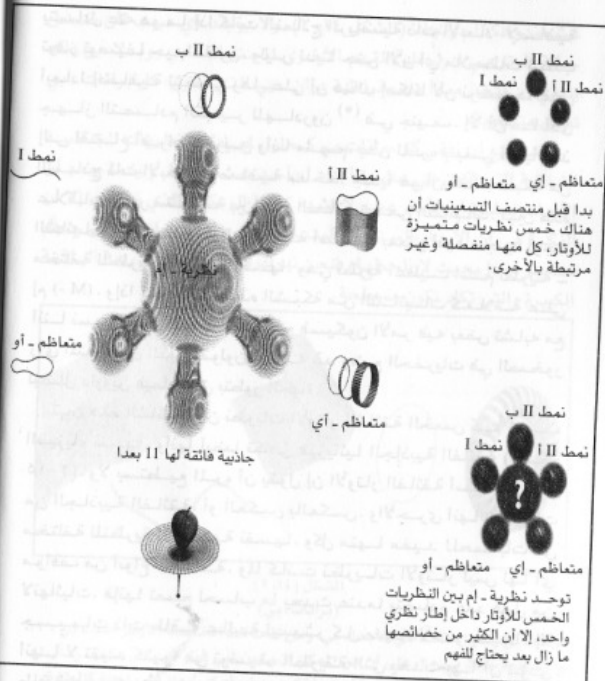 نمط II ب
نمط I
نمط II أ
نظرية - إم
متعاظم - أو
متعاظم - أي
حاذبية فائقة لها 11 بعدا
نمط II ب
نمط I نمط II أ
متعاظم - إي متعاظم - أو
بدا قبل منتصف التسعينيات أن
هناك خمس نظريات متميزة
للأوتار، كل منها منفصلة وغير
مرتبطة بالأخرى.
نمط II ب
نمط I نمط II أ
?
متعاظم - إي متعاظم - أو
توحد نظرية - إم بين النظريات
الخمس للأوتار داخل إطار نظري
واحد، إلا أن الكثير من خصائصها
ما زال بعد يحتاج للفهم